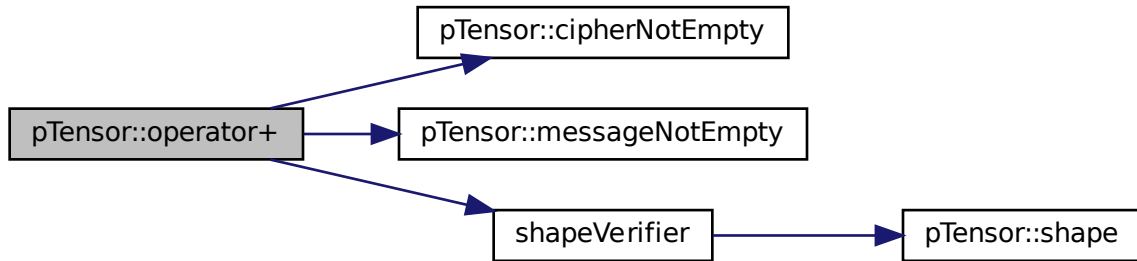 pTensor::cipherNotEmpty
pTensor::operator+
pTensor::messageNotEmpty
shapeVerifier
pTensor::shape